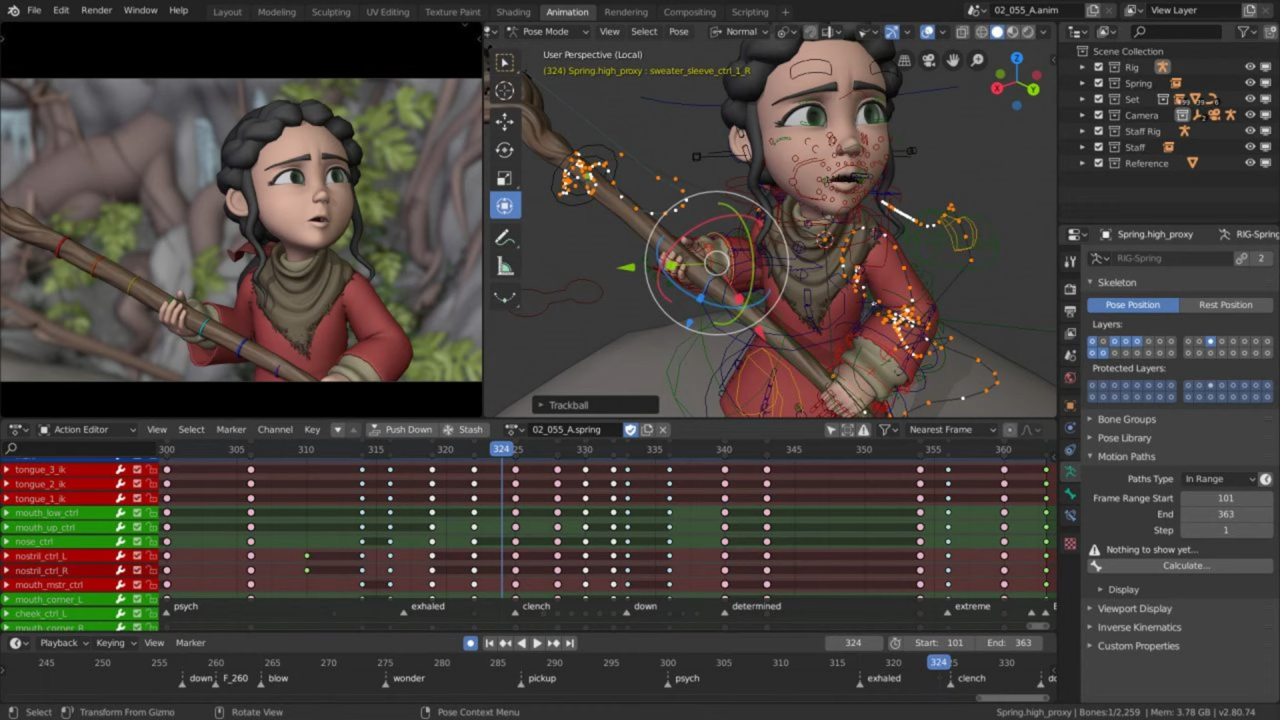 File Edit Render Window Help Layout Modeling Sculpting UV Editing Texture Paint Shading Animation Rendering Compositing Scripting + 02_055_A.anim View Layer
Pose Mode View Select Pose Normal
User Perspective (Local)
(324) Spring.high_proxy : sweater_sleeve_ctrl_1_R
X
Y
Z
Trackball
Scene Collection
Rig
Spring
Set
Camera
Staff Rig
Staff
Reference
Spring.high_proxy RIG-Spring
RIG-Spring 2
Skeleton
Pose Position Rest Position
Layers:
Protected Layers:
Bone Groups
Pose Library
Motion Paths
Paths Type In Range
Frame Range Start 101
End 363
Step 1
Nothing to show yet...
Calculate...
Display
Viewport Display
Inverse Kinematics
Custom Properties
Action Editor View Select Marker Channel Key Push Down Stash 02_055_A.spring Nearest Frame
300 305 310 315 320 324 25 330 335 340 345 350 355 360
tongue_3_ik
tongue_2_ik
tongue_1_ik
mouth_low_ctrl
mouth_up_ctrl
nose_ctrl
nostril_ctrl_L
nostril_ctrl_R
mouth_mstr_ctrl
mouth_corner_L
cheek_ctrl_L
mouth_corner_R
psych exhaled clench down determined extreme E
Playback Keying View Marker 324 Start: 101 End: 363
245 250 255 260 265 270 275 280 285 290 295 300 305 310 315 320 324 330
down F_260 blow wonder pickup psych exhaled clench do
Select Transform From Gizmo Rotate View Pose Context Menu Spring.high_proxy | Bones:1/2,259 | Mem: 3.78 GB | v2.80.74